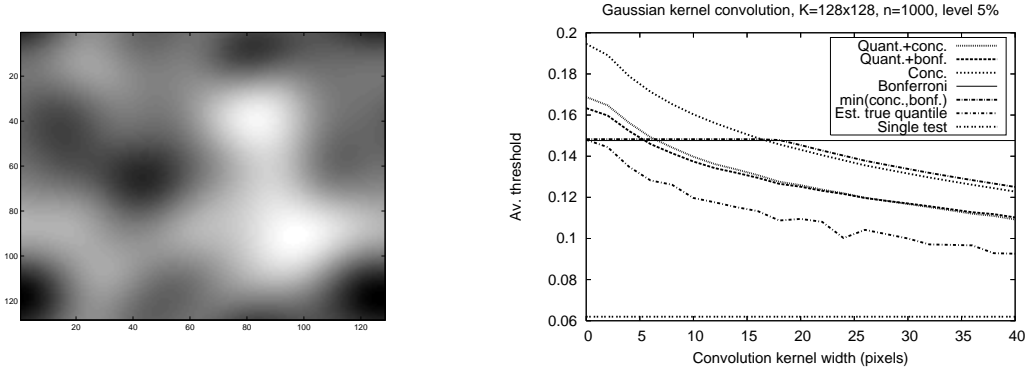 20
40
60
80
100
120
20 40 60 80 100 120
Gaussian kernel convolution, K=128x128, n=1000, level 5%
Av. threshold
0.2
0.18
0.16
0.14
0.12
0.1
0.08
0.06
Quant.+conc.
Quant.+bonf.
Conc.
Bonferroni
min(conc.,bonf.)
Est. true quantile
Single test
0 5 10 15 20 25 30 35 40
Convolution kernel width (pixels)